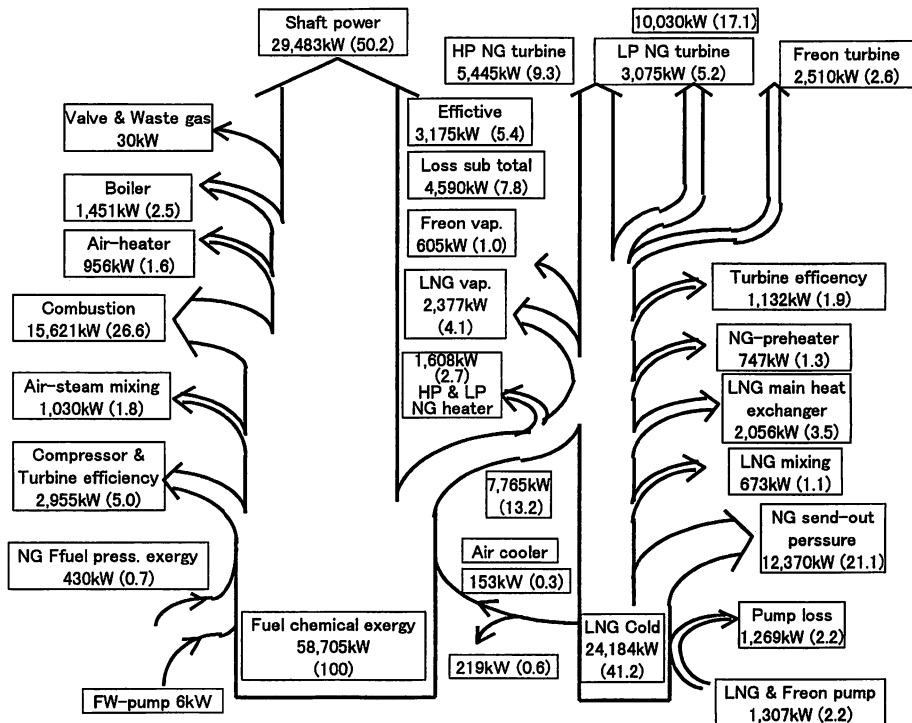 Shaft power
29,483kW (50.2)
10,030kW (17.1)
HP NG turbine
5,445kW (9.3)
LP NG turbine
3,075kW (5.2)
Freon turbine
2,510kW (2.6)
Valve & Waste gas
30kW
Effictive
3,175kW (5.4)
Loss sub total
4,590kW (7.8)
Boiler
1,451kW (2.5)
Freon vap.
605kW (1.0)
Air-heater
956kW (1.6)
LNG vap.
2,377kW
(4.1)
Turbine efficency
1,132kW (1.9)
Combustion
15,621kW (26.6)
NG-preheater
747kW (1.3)
1,608kW
(2.7)
HP & LP
NG heater
Air-steam mixing
1,030kW (1.8)
LNG main heat
exchanger
2,056kW (3.5)
Compressor &
Turbine efficiency
2,955kW (5.0)
LNG mixing
673kW (1.1)
7,765kW
(13.2)
NG send-out
perssure
12,370kW (21.1)
NG Ffuel press. exergy
430kW (0.7)
Air cooler
153kW (0.3)
Fuel chemical exergy
58,705kW
(100)
LNG Cold
24,184kW
(41.2)
Pump loss
1,269kW (2.2)
219kW (0.6)
FW-pump 6kW
LNG & Freon pump
1,307kW (2.2)